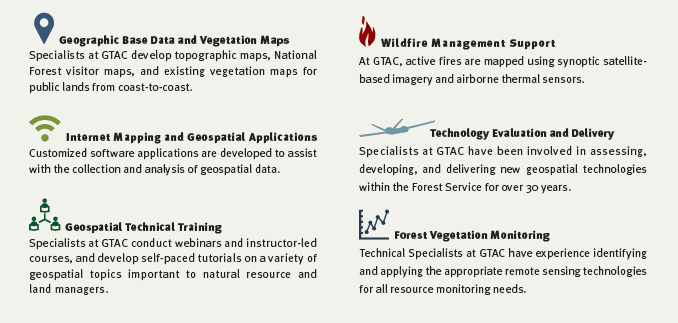 Geographic Base Data and Vegetation Maps
Specialists at GTAC develop topographic maps, National
Forest visitor maps, and existing vegetation maps for
public lands from coast-to-coast.
Internet Mapping and Geospatial Applications
Customized software applications are developed to assist
with the collection and analysis of geospatial data.
Geospatial Technical Training
Specialists at GTAC conduct webinars and instructor-led
courses, and develop self-paced tutorials on a variety of
geospatial topics important to natural resource and
land managers.
Wildfire Management Support
At GTAC, active fires are mapped using synoptic satellite-
based imagery and airborne thermal sensors.
Technology Evaluation and Delivery
Specialists at GTAC have been involved in assessing,
developing, and delivering new geospatial technologies
within the Forest Service for over 30 years.
Forest Vegetation Monitoring
Technical Specialists at GTAC have experience identifying
and applying the appropriate remote sensing technologies
for all resource monitoring needs.